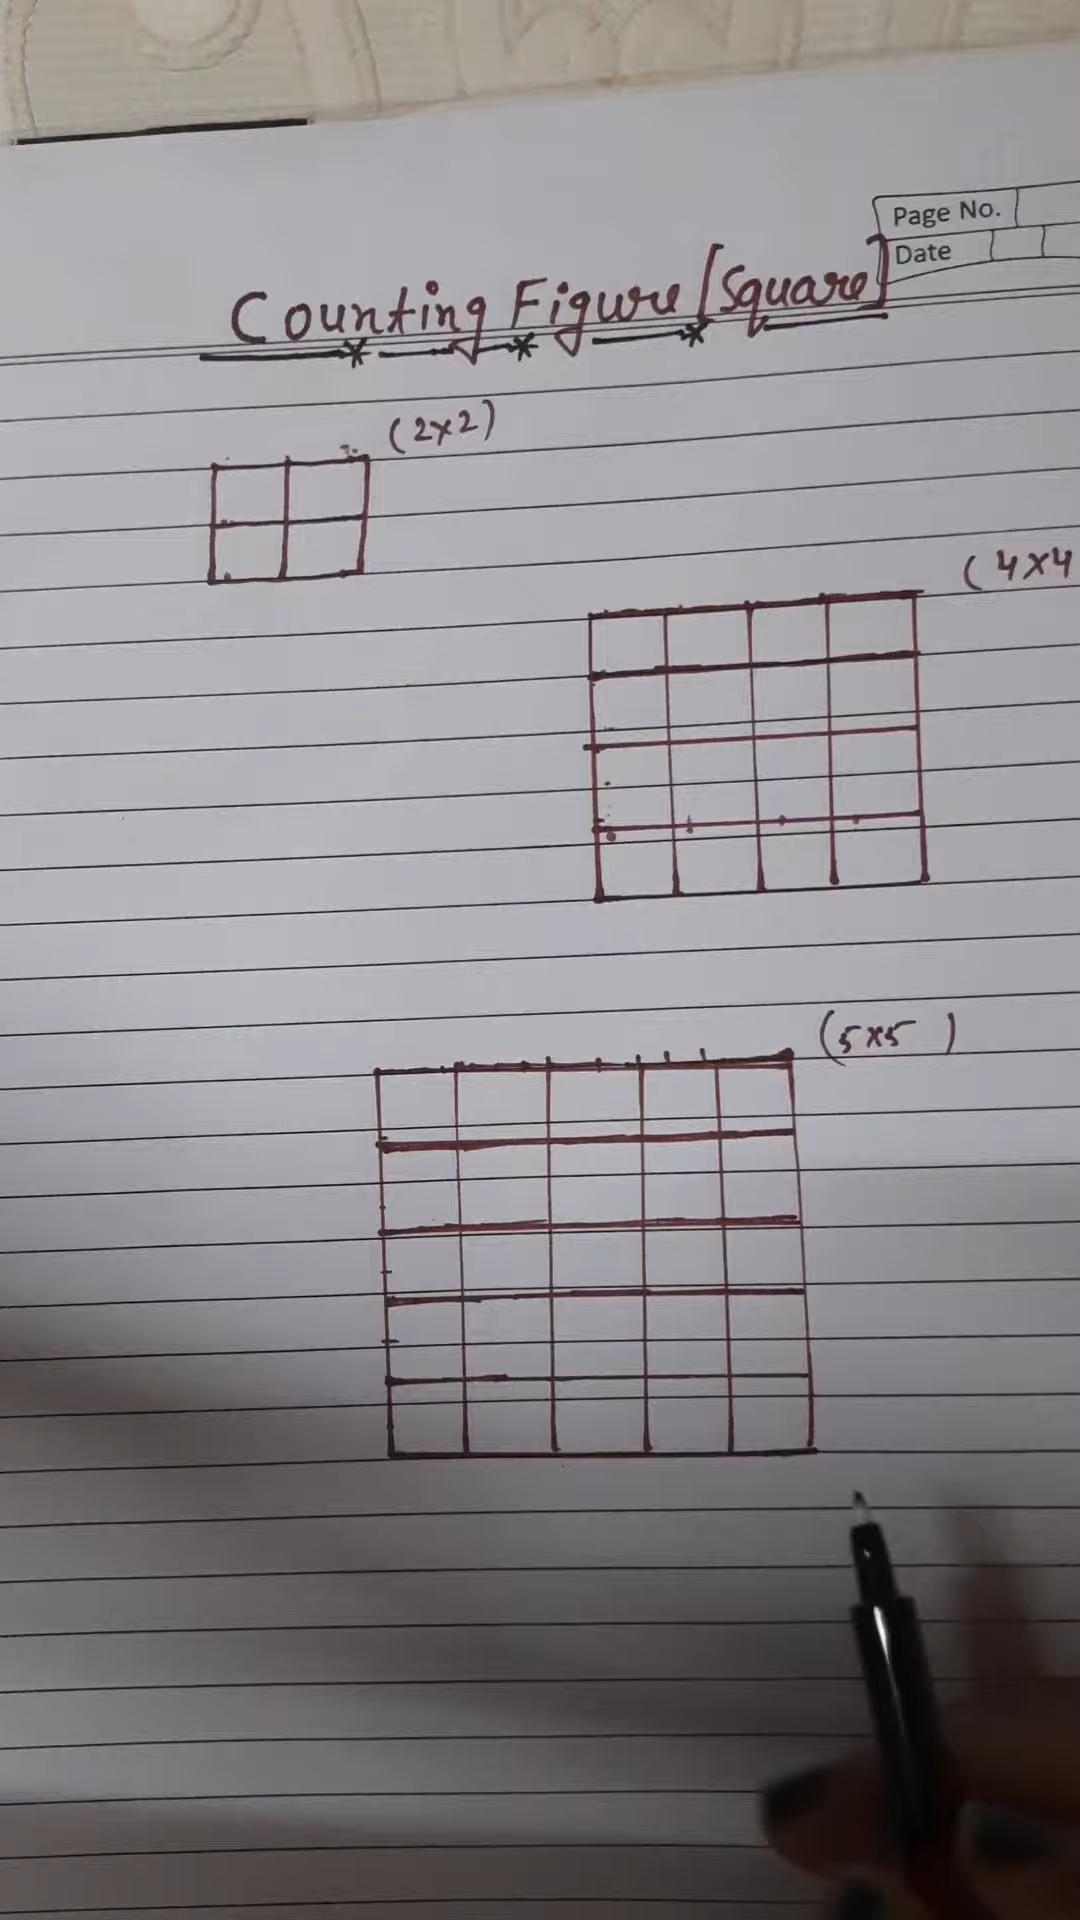 Page No.
Date
Counting Figure [Square]
(2x2)
(4x4
(5x5 )